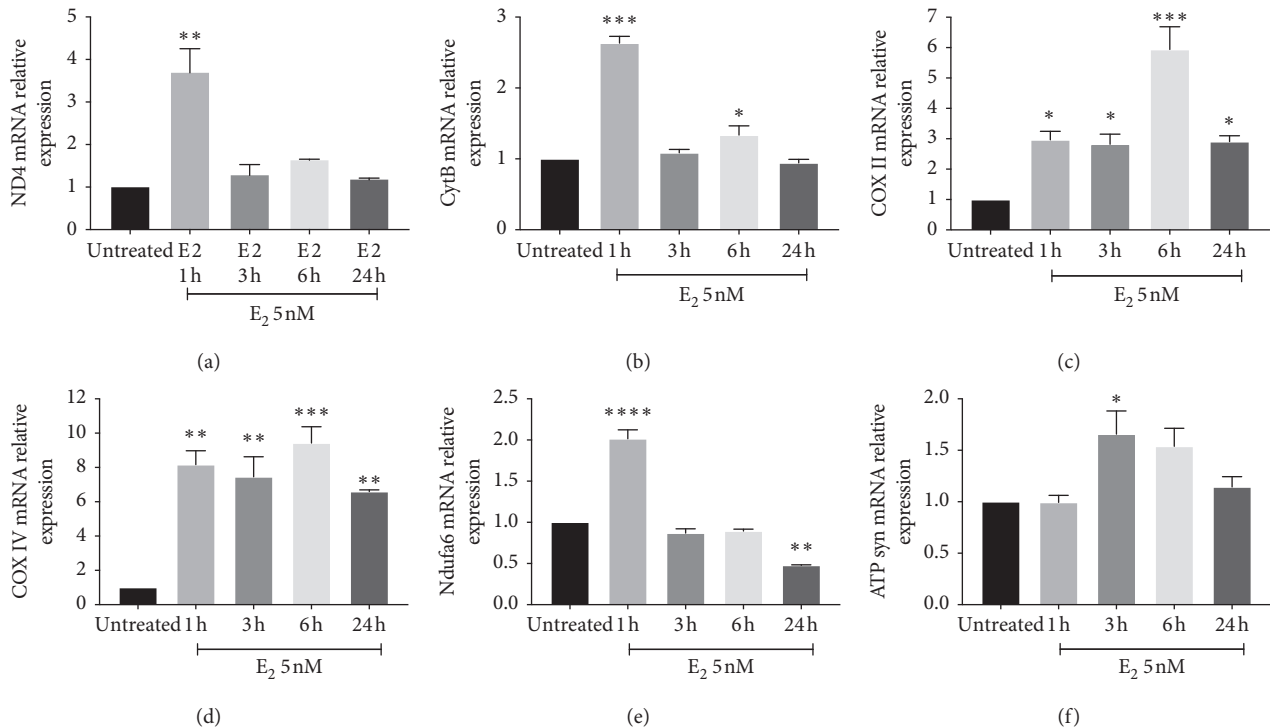 ND4 mRNA relative
expression
5
4
3
2
1
0
**
Untreated E2 E2 E2 E2
1h 3h 6h 24h
E2 5nM
(a)
CytB mRNA relative
expression
3
2
1
0
***
*
Untreated 1h 3h 6h 24h
E2 5nM
(b)
COX II mRNA relative
expression
7
6
5
4
3
2
1
0
* * *** *
Untreated 1h 3h 6h 24h
E2 5nM
(c)
COX IV mRNA relative
expression
12
10
8
6
4
2
0
** ** *** **
Untreated 1h 3h 6h 24h
E2 5nM
(d)
Ndufa6 mRNA relative
expression
2.5
2.0
1.5
1.0
0.5
0.0
****
**
Untreated 1h 3h 6h 24h
E2 5nM
(e)
ATP syn mRNA relative
expression
2.0
1.5
1.0
0.5
0.0
*
Untreated 1h 3h 6h 24h
E2 5nM
(f)